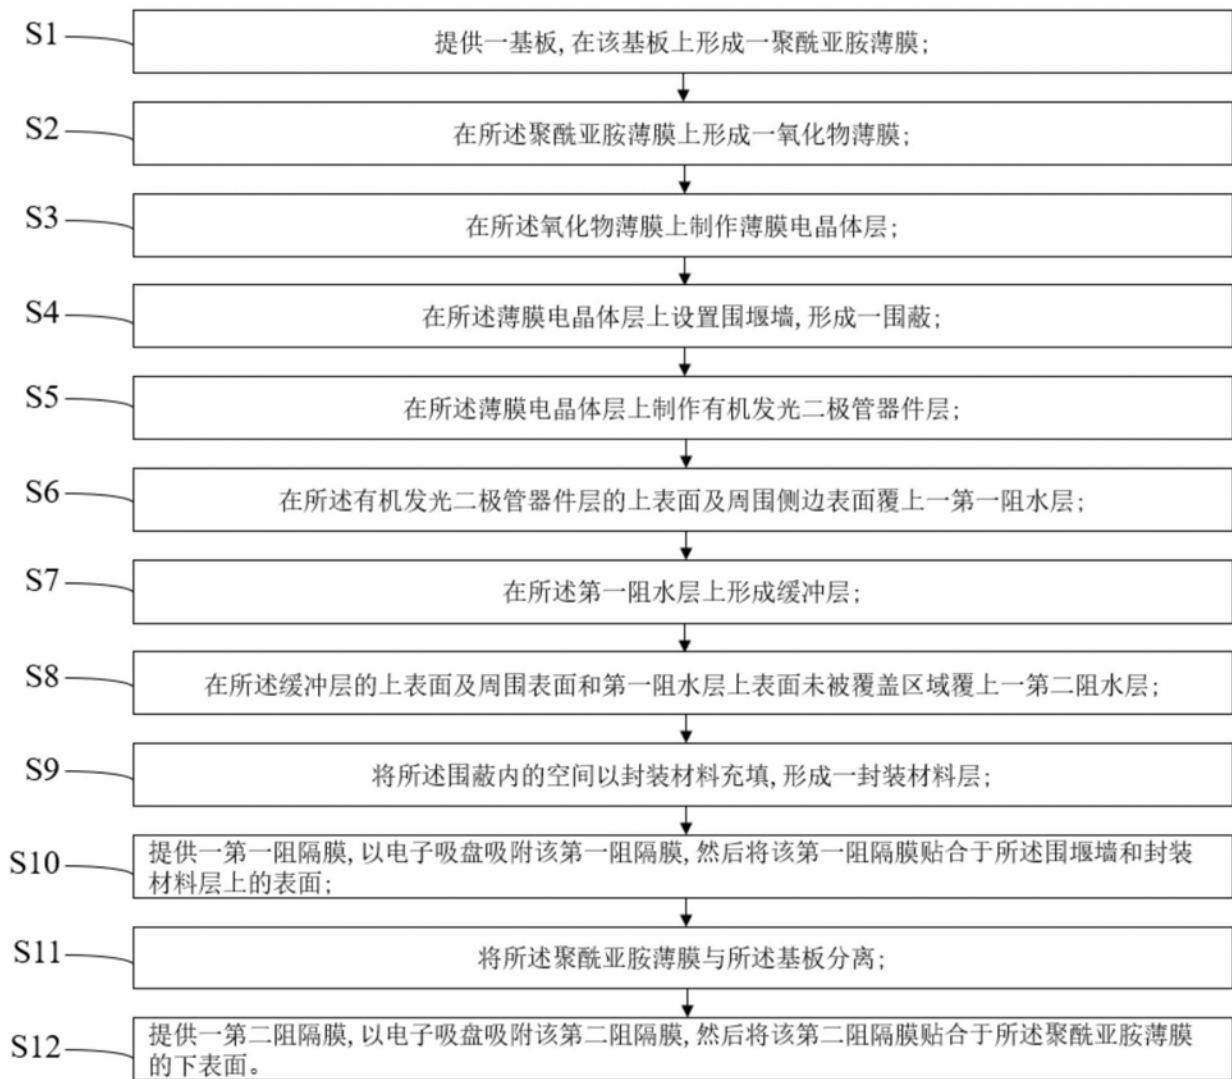 S1
提供一基板,在该基板上形成一聚酰亚胺薄膜;
S2
在所述聚酰亚胺薄膜上形成一氧化物薄膜;
S3
在所述氧化物薄膜上制作薄膜电晶体层;
S4
在所述薄膜电晶体层上设置围堰墙,形成一围蔽;
S5
在所述薄膜电晶体层上制作有机发光二极管器件层;
S6
在所述有机发光二极管器件层的上表面及周围侧边表面覆上一第一阻水层;
S7
在所述第一阻水层上形成缓冲层;
S8
在所述缓冲层的上表面及周围表面和第一阻水层上表面未被覆盖区域覆上一第二阻水层;
S9
将所述围蔽内的空间以封装材料充填,形成一封装材料层;
S10
提供一第一阻隔膜,以电子吸盘吸附该第一阻隔膜,然后将该第一阻隔膜贴合于所述围堰墙和封装
材料层上的表面;
S11
将所述聚酰亚胺薄膜与所述基板分离;
S12
提供一第二阻隔膜,以电子吸盘吸附该第二阻隔膜,然后将该第二阻隔膜贴合于所述聚酰亚胺薄膜
的下表面。